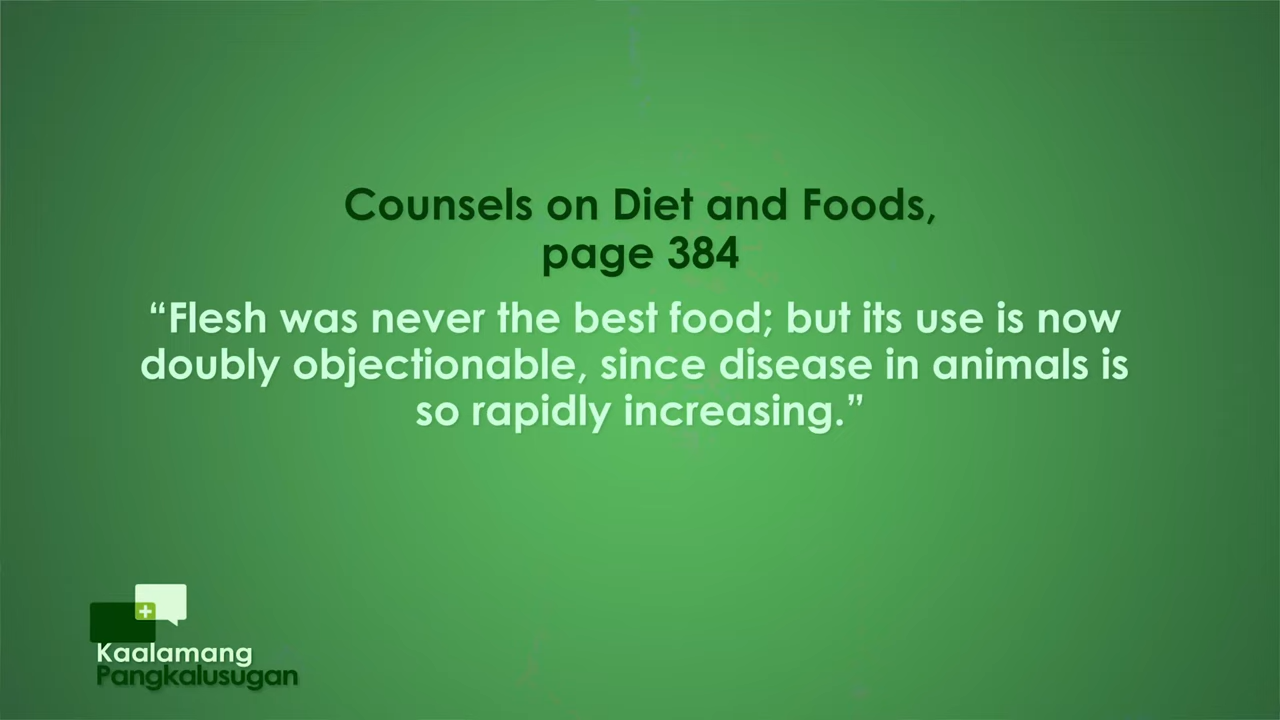 Counsels on Diet and Foods,
page 384
“Flesh was never the best food; but its use is now
doubly objectionable, since disease in animals is
so rapidly increasing.”
Kaalamang
Pangkalusugan